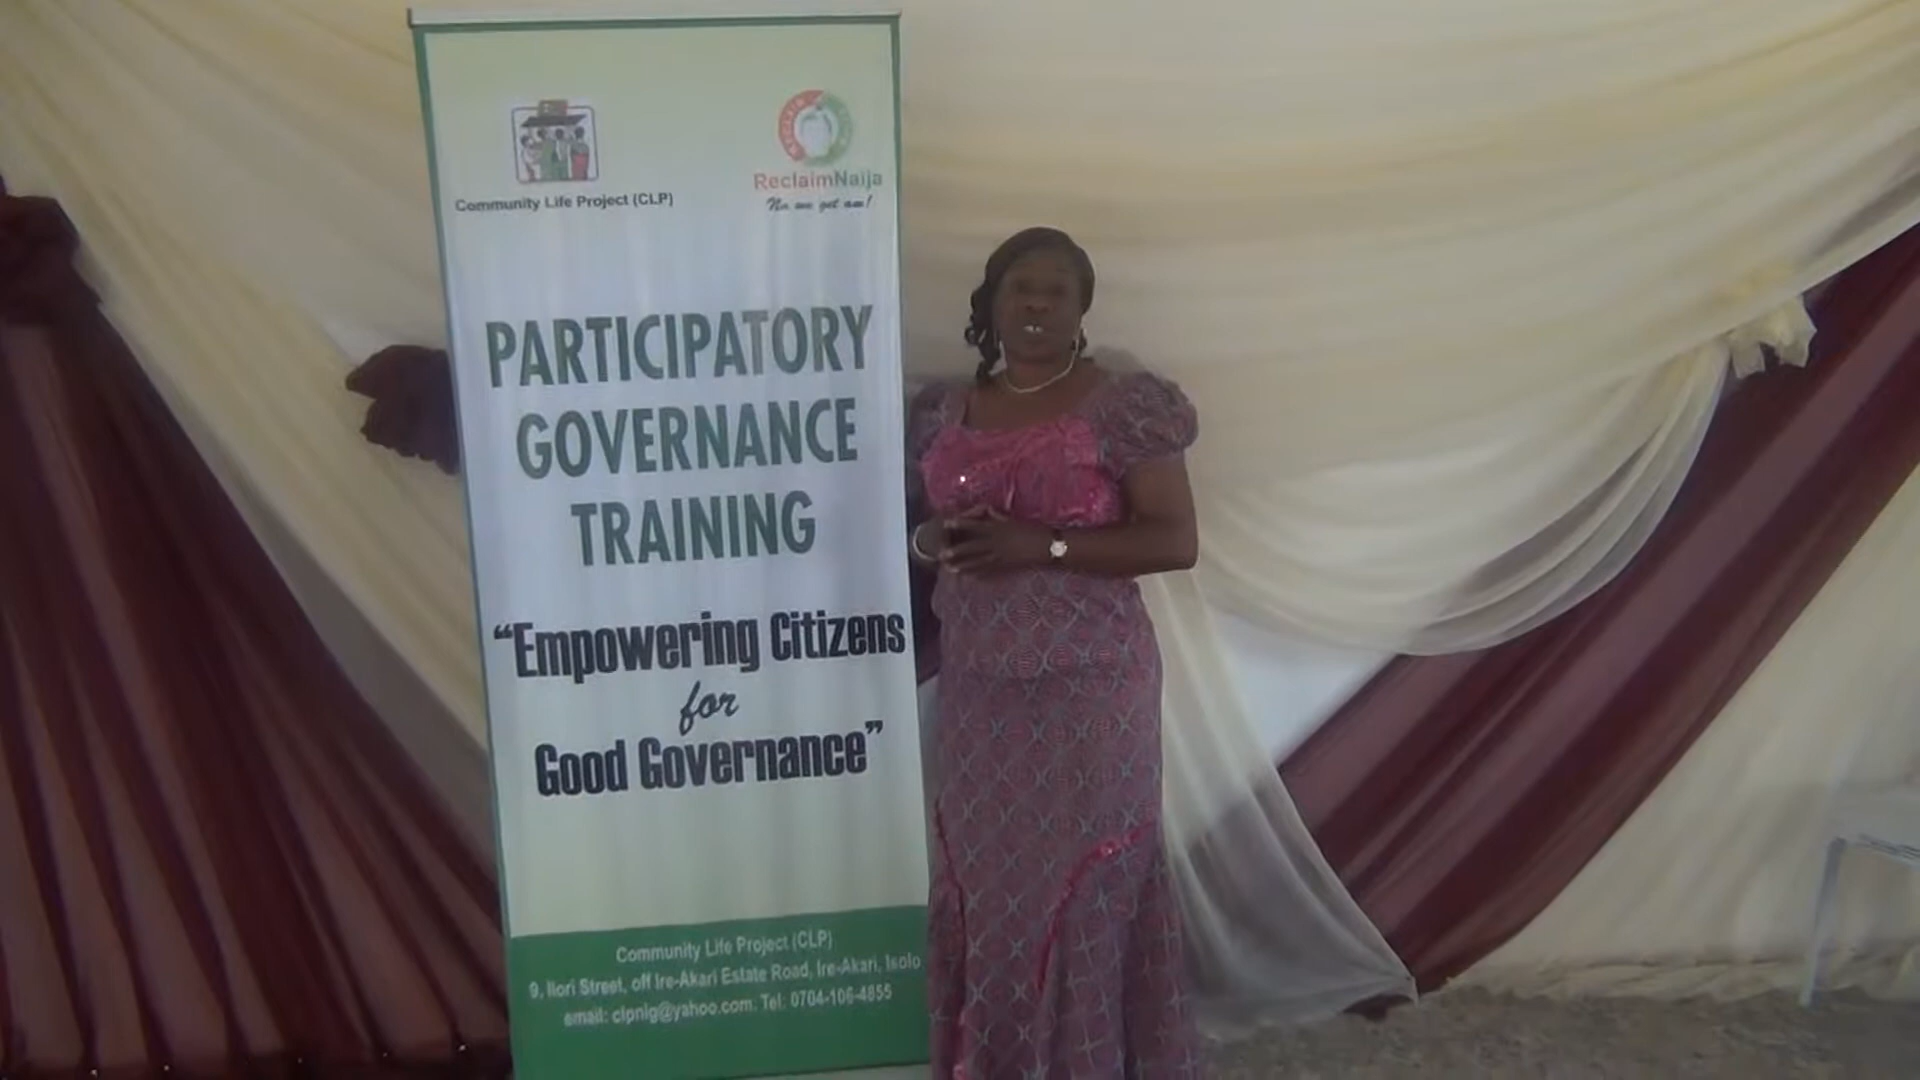 Community Life Project (CLP)
ReclaimNaija
Na we get am!
PARTICIPATORY
GOVERNANCE
TRAINING
“Empowering Citizens
for
Good Governance”
Community Life Project (CLP)
9, Ilori Street, off Ire-Akari Estate Road, Ire-Akari, Isolo
email: clpnig@yahoo.com. Tel: 0704-106-4855